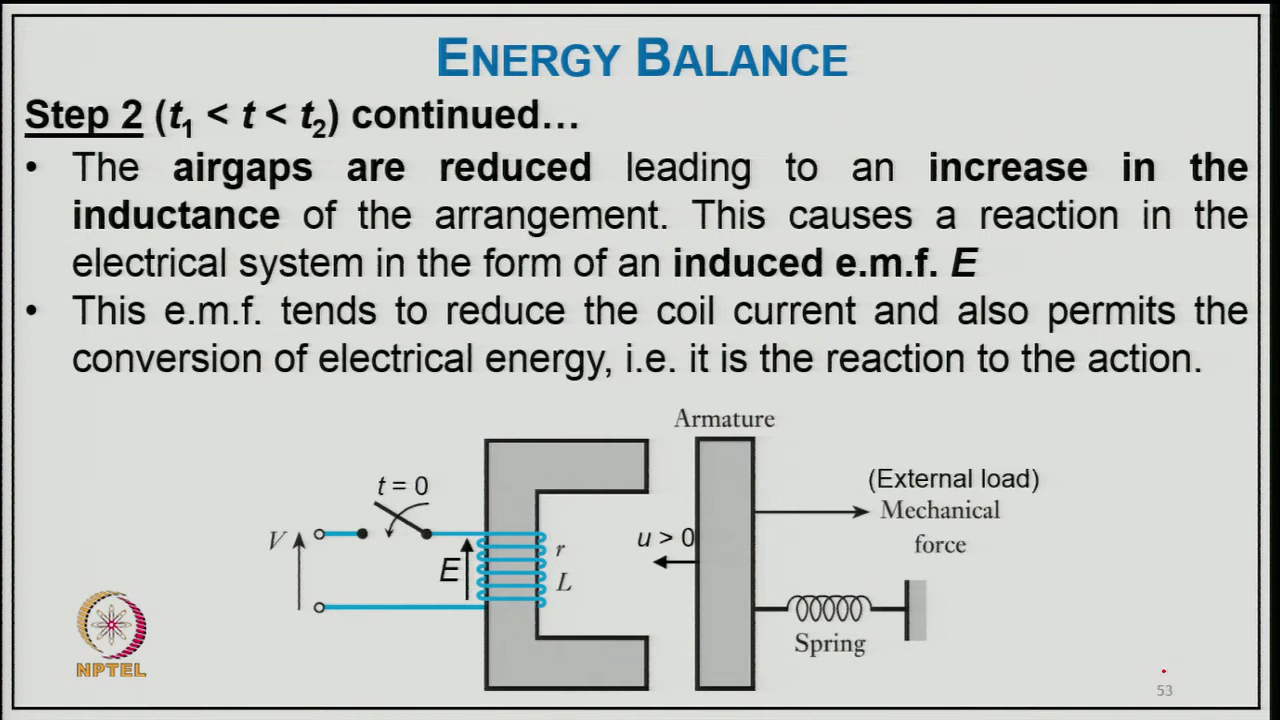 ENERGY BALANCE
Step 2 (t₁ < t < t₂) continued…
• The airgaps are reduced leading to an increase in the
inductance of the arrangement. This causes a reaction in the
electrical system in the form of an induced e.m.f. E
• This e.m.f. tends to reduce the coil current and also permits the
conversion of electrical energy, i.e. it is the reaction to the action.
Armature
t = 0
(External load)
Mechanical
force
V
E
r
L
u > 0
Spring
NPTEL
53